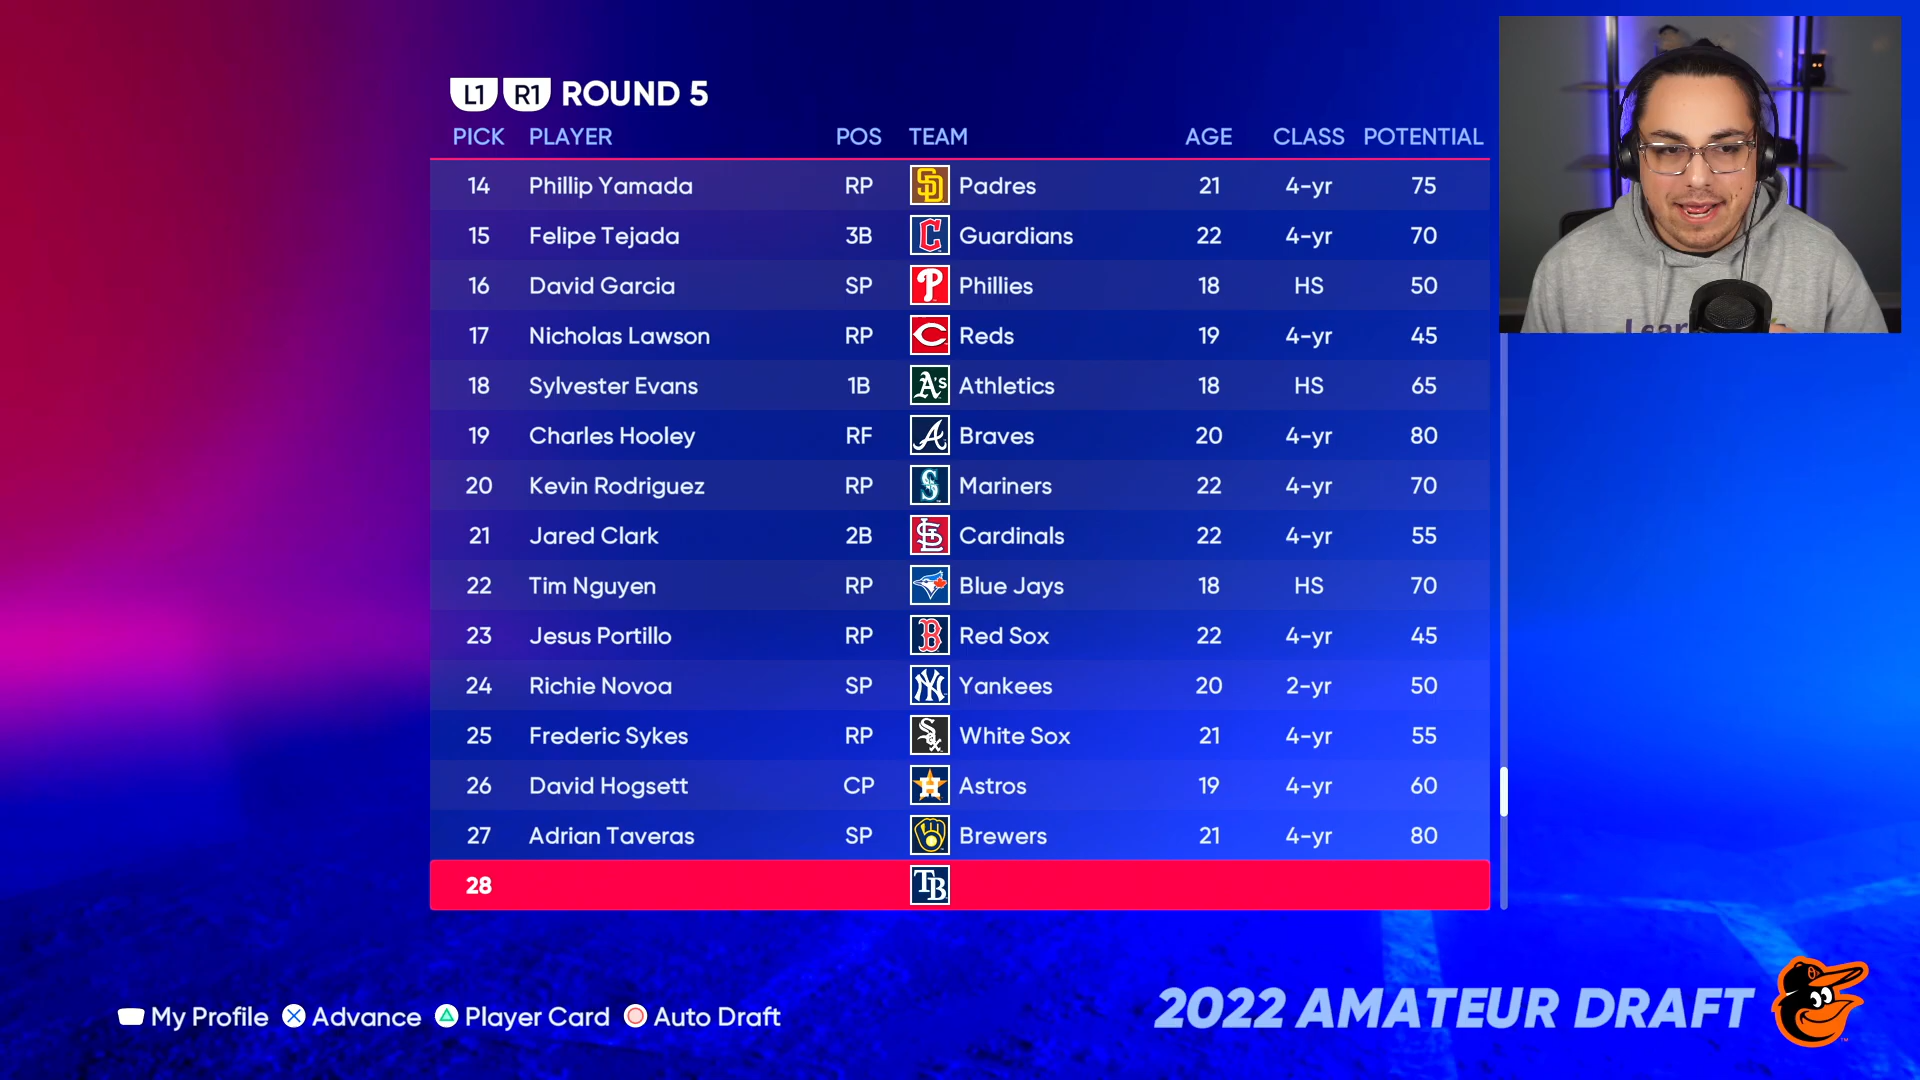 L1 R1 ROUND 5
PICK PLAYER POS TEAM AGE CLASS POTENTIAL
14 Phillip Yamada RP SD Padres 21 4-yr 75
15 Felipe Tejada 3B C Guardians 22 4-yr 70
16 David Garcia SP P Phillies 18 HS 50
17 Nicholas Lawson RP C Reds 19 4-yr 45
18 Sylvester Evans 1B A's Athletics 18 HS 65
19 Charles Hooley RF A Braves 20 4-yr 80
20 Kevin Rodriguez RP S Mariners 22 4-yr 70
21 Jared Clark 2B STL Cardinals 22 4-yr 55
22 Tim Nguyen RP Blue Jays 18 HS 70
23 Jesus Portillo RP B Red Sox 22 4-yr 45
24 Richie Novoa SP NY Yankees 20 2-yr 50
25 Frederic Sykes RP Sox White Sox 21 4-yr 55
26 David Hogsett CP H Astros 19 4-yr 60
27 Adrian Taveras SP Brewers 21 4-yr 80
28 TB
Lear
My Profile Advance Player Card Auto Draft
2022 AMATEUR DRAFT